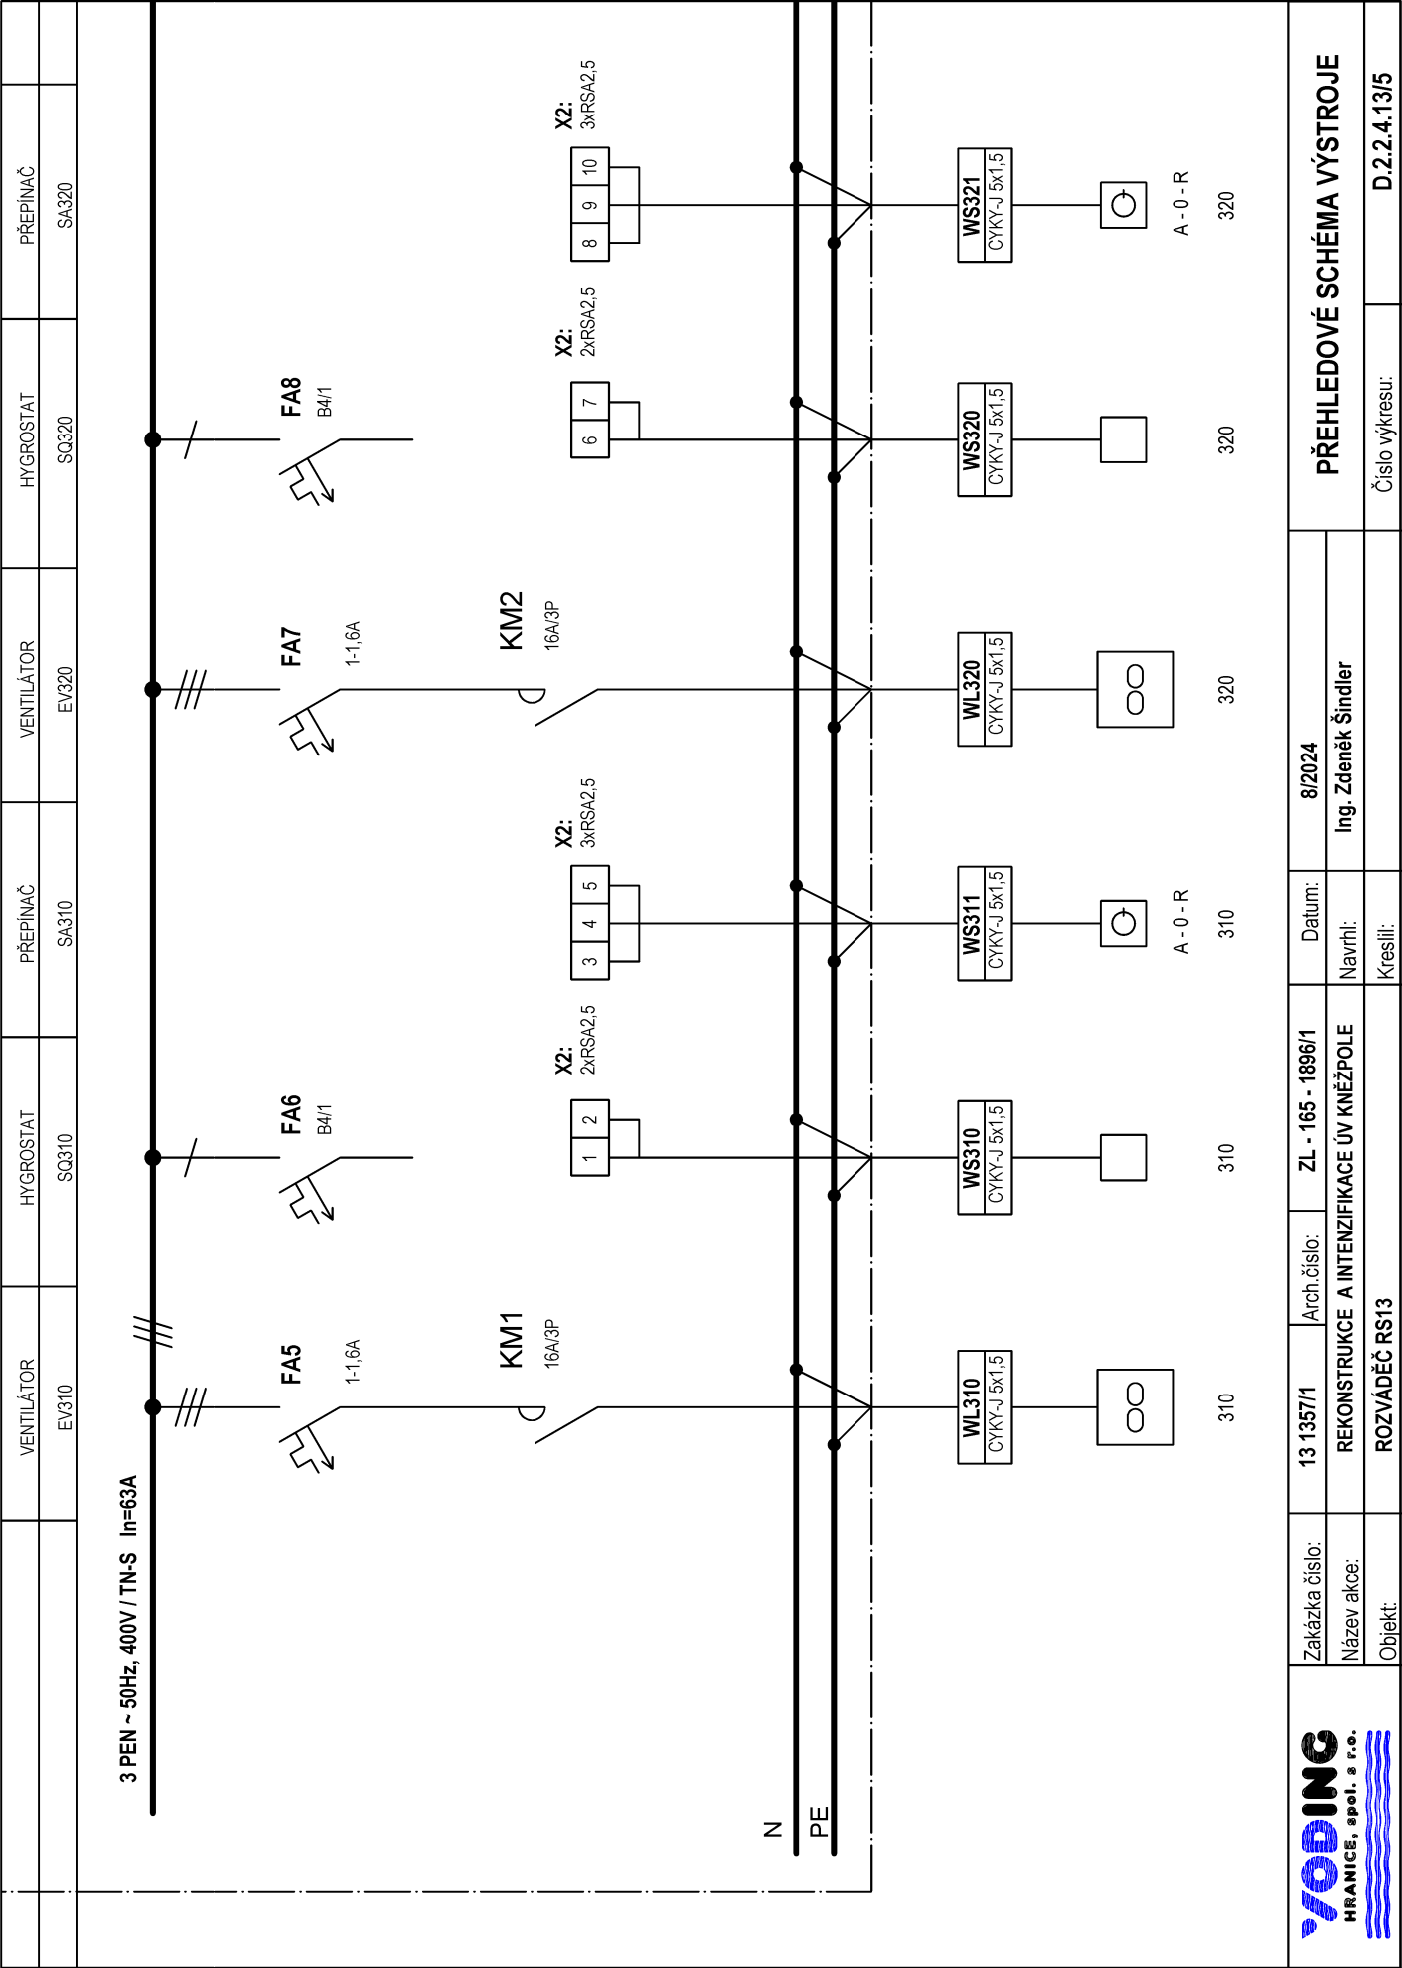 VENTILÁTOR HYGROSTAT PŘEPÍNAČ VENTILÁTOR HYGROSTAT PŘEPÍNAČ
EV310 SQ310 SA310 EV320 SQ320 SA320
3 PEN ~ 50Hz, 400V / TN-S In=63A
FA5 FA6 FA7 FA8
1-1,6A B4/1 1-1,6A B4/1
KM1 KM2
16A/3P 16A/3P
X2: X2: X2: X2:
2xRSA2,5 3xRSA2,5 2xRSA2,5 3xRSA2,5
1 2 3 4 5 6 7 8 9 10
N
PE
WL310 WS310 WS311 WL320 WS320 WS321
CYKY-J 5x1,5 CYKY-J 5x1,5 CYKY-J 5x1,5 CYKY-J 5x1,5 CYKY-J 5x1,5 CYKY-J 5x1,5
A - 0 - R A - 0 - R
310 310 310 320 320 320
VODING
HRANICE, spol. s r.o.
Zakázka číslo: 13 1357/1 Arch.číslo: ZL - 165 - 1896/1 Datum: 8/2024
Název akce: REKONSTRUKCE A INTENZIFIKACE ÚV KNĚŽPOLE Navrhl: Ing. Zdeněk Šindler
Objekt: ROZVÁDĚČ RS13 Kreslil:
PŘEHLEDOVÉ SCHÉMA VÝSTROJE
Číslo výkresu: D.2.2.4.13/5